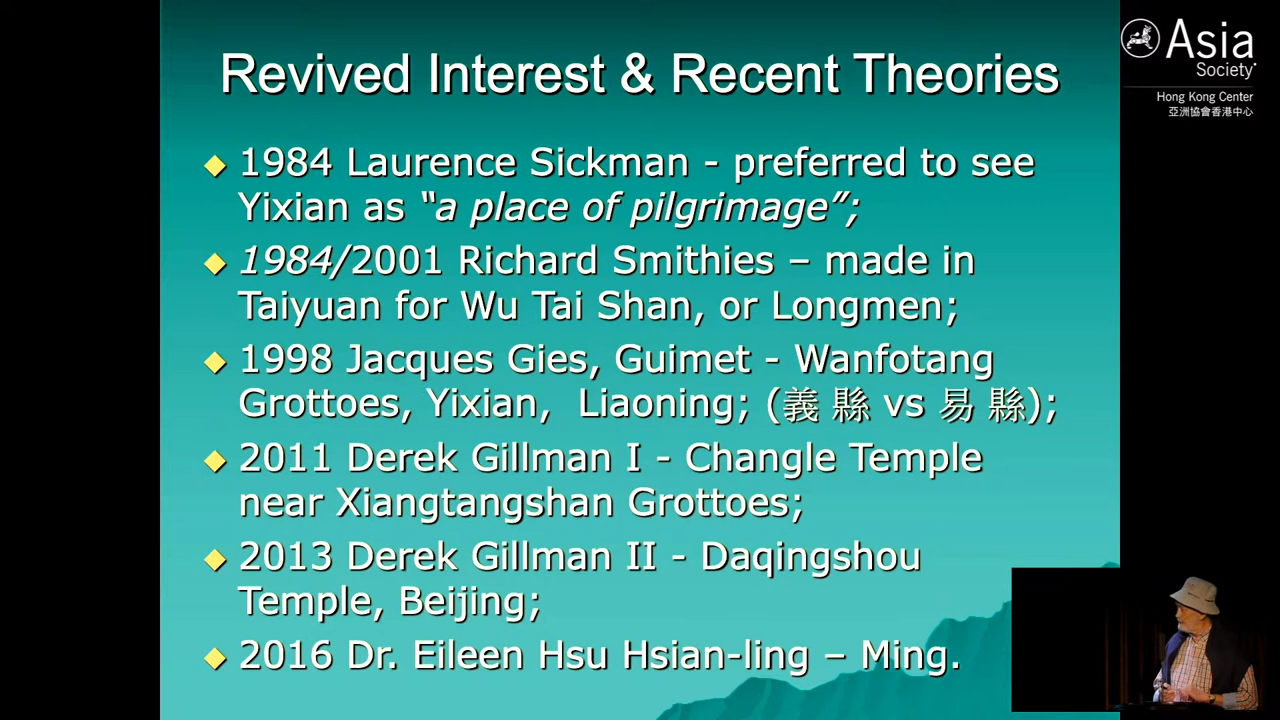 Revived Interest & Recent Theories
1984 Laurence Sickman - preferred to see
Yixian as “a place of pilgrimage”;
1984/2001 Richard Smithies – made in
Taiyuan for Wu Tai Shan, or Longmen;
1998 Jacques Gies, Guimet - Wanfotang
Grottoes, Yixian, Liaoning; (義 縣 vs 易 縣);
2011 Derek Gillman I - Changle Temple
near Xiangtangshan Grottoes;
2013 Derek Gillman II - Daqingshou
Temple, Beijing;
2016 Dr. Eileen Hsu Hsian-ling – Ming.
Asia
Society
Hong Kong Center
亞洲協會香港中心